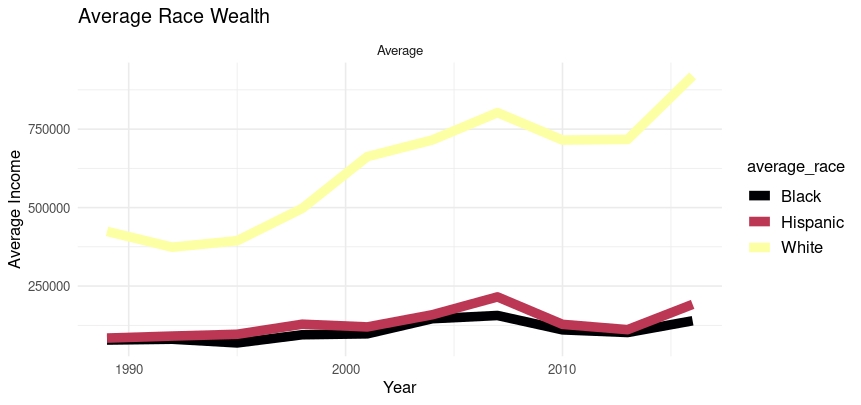 Average Race Wealth
Average
750000
500000
250000
Average Income
1990
2000
2010
Year
average_race
Black
Hispanic
White